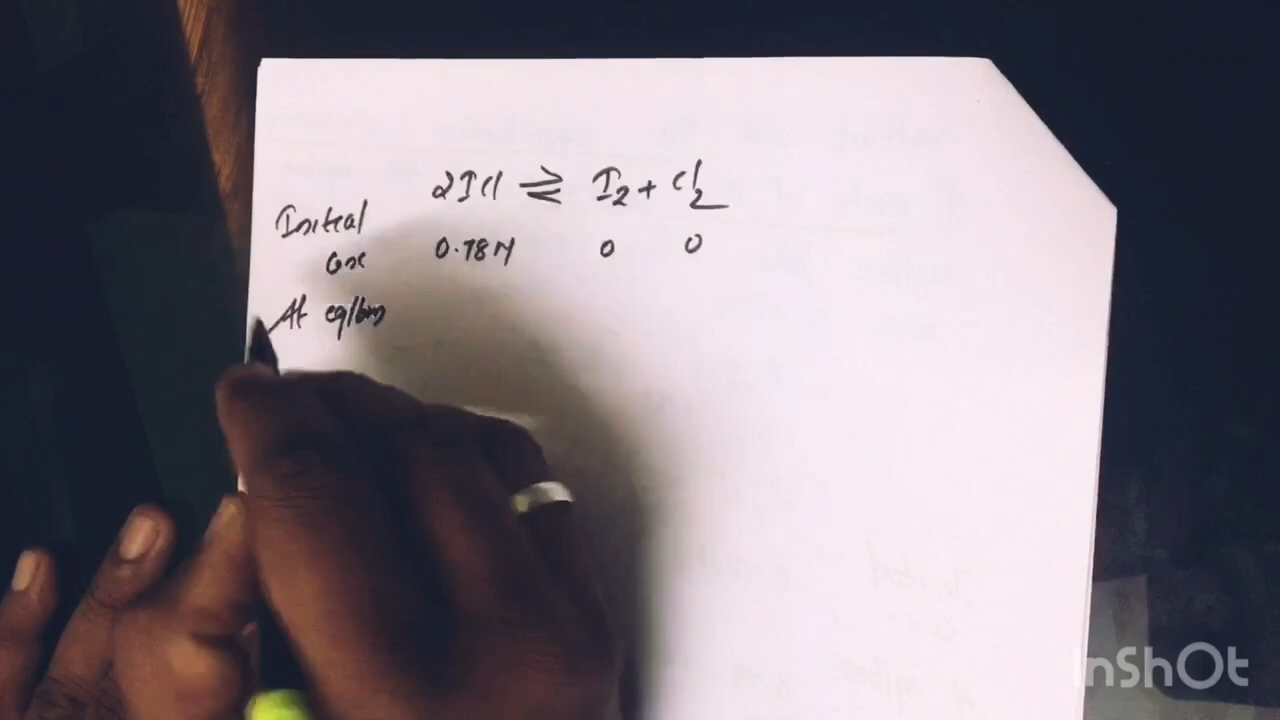 2ICl ⇌ I₂ + Cl₂
Initial
Conc 0.78M 0 0
At eqlbm
InShOt